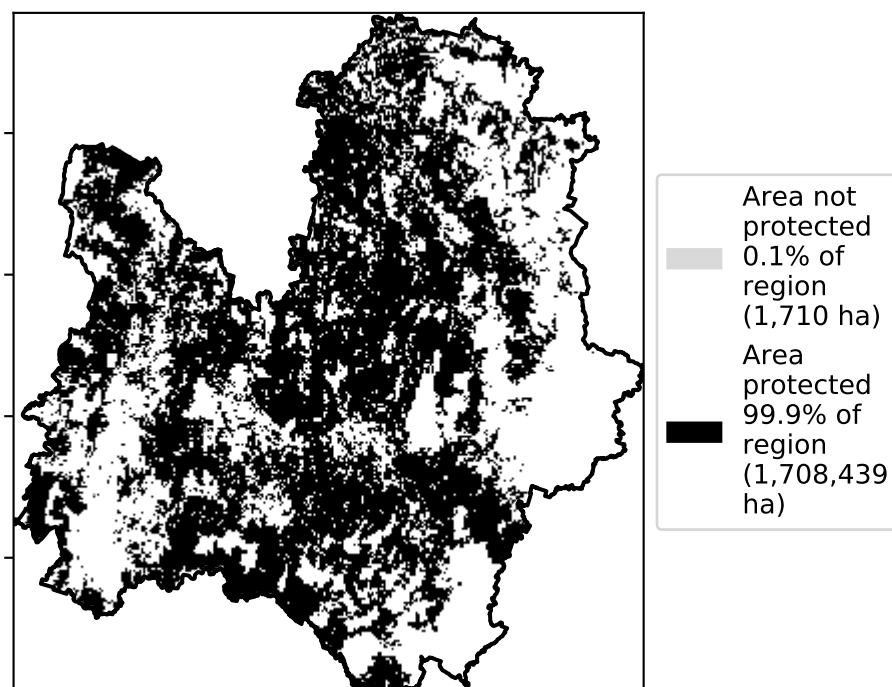 Area not
protected
0.1% of
region
(1,710 ha)
Area
protected
99.9% of
region
(1,708,439
ha)